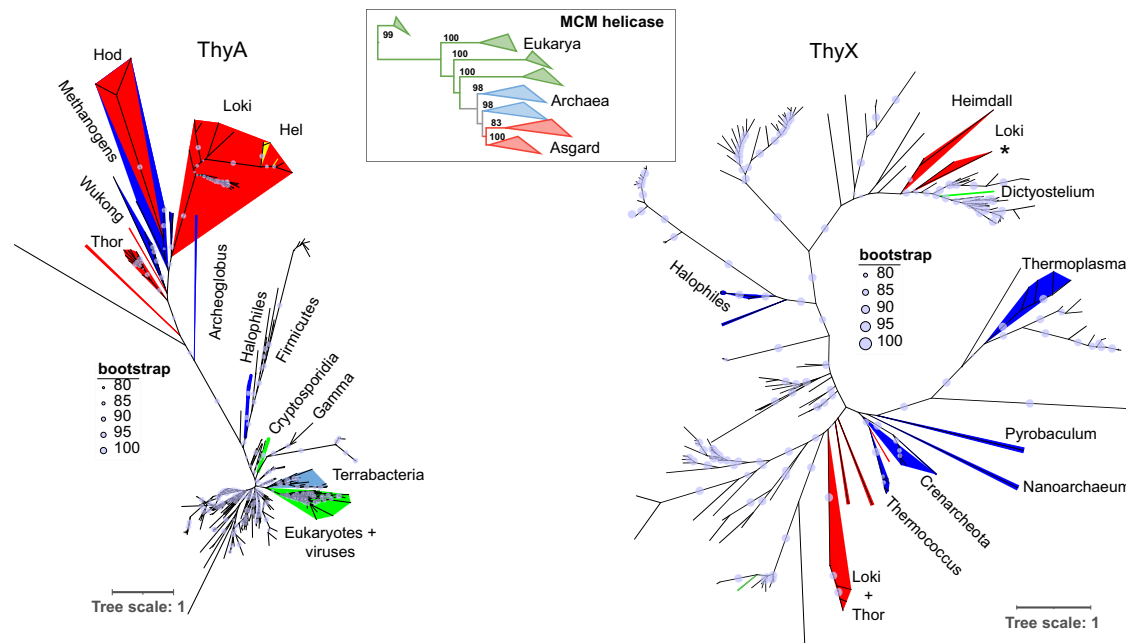 ThyA
Hod
Methanogens
Loki
Hel
Wukong
Thor
Archeoglobus
Halophiles
Firmicutes
Cryptosporidia
Gamma
Terrabacteria
Eukaryotes +
viruses
bootstrap
80
85
90
95
100
Tree scale: 1
MCM helicase
99
100
Eukarya
100
100
98
Archaea
98
83
100
Asgard
ThyX
Heimdall
Loki
*
Dictyostelium
bootstrap
80
85
90
95
100
Thermoplasma
Halophiles
Pyrobaculum
Nanoarchaeum
Crenarcheota
Thermococcus
Loki
+
Thor
Tree scale: 1